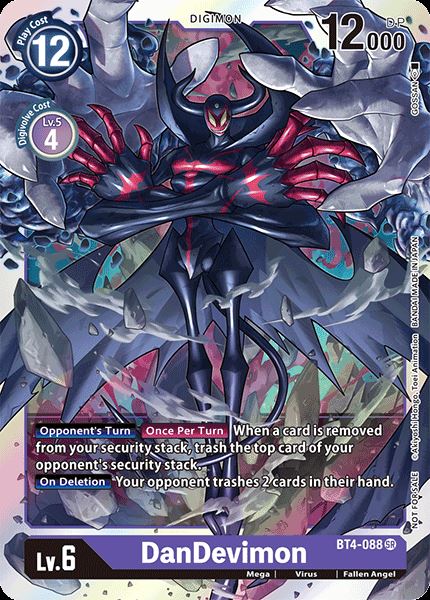 Play Cost
12
DIGIMON
DP
12000
Digivolve Cost
Lv.5
4
GOSSAN
©Akiyoshi Hongo, Toei Animation BANDAI MADE IN JAPAN
NOT FOR SALE
Opponent's Turn Once Per Turn When a card is removed
from your security stack, trash the top card of your
opponent's security stack.
On Deletion Your opponent trashes 2 cards in their hand.
BT4-088 SR
Lv.6
DanDevimon
Mega | Virus | Fallen Angel